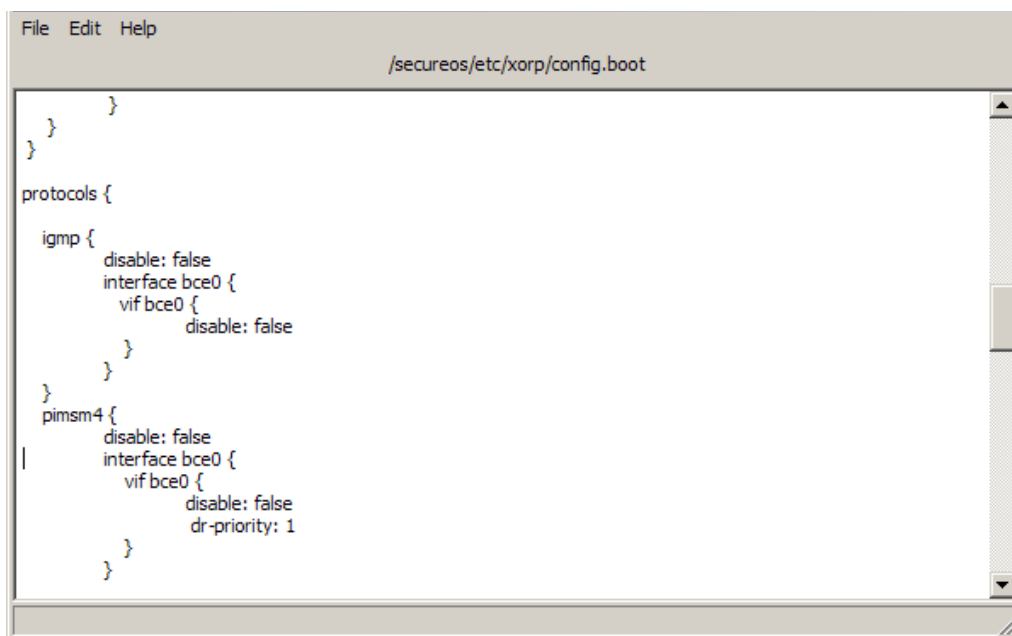 File Edit Help
/secureos/etc/xorp/config.boot
}
}
}
protocols {
igmp {
disable: false
interface bce0 {
vif bce0 {
disable: false
}
}
}
pimsm4 {
disable: false
interface bce0 {
vif bce0 {
disable: false
dr-priority: 1
}
}